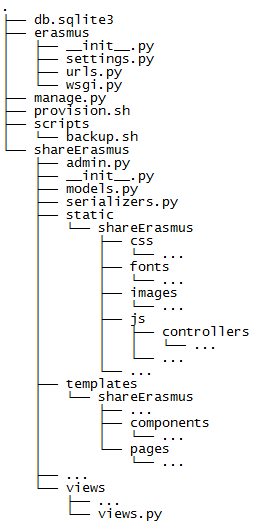 .
├── db.sqlite3
├── erasmus
│   ├── __init__.py
│   ├── settings.py
│   ├── urls.py
│   └── wsgi.py
├── manage.py
├── provision.sh
├── scripts
│   └── backup.sh
└── shareErasmus
    ├── admin.py
    ├── __init__.py
    ├── models.py
    ├── serializers.py
    ├── static
    │   └── shareErasmus
    │       ├── css
    │       │   └── ...
    │       ├── fonts
    │       │   └── ...
    │       ├── images
    │       │   └── ...
    │       ├── js
    │       │   ├── controllers
    │       │   │   └── ...
    │       │   └── ...
    │       └── ...
    ├── templates
    │   └── shareErasmus
    │       ├── ...
    │       ├── components
    │       │   └── ...
    │       └── pages
    │           └── ...
    ├── ...
    └── views
        ├── ...
        └── views.py